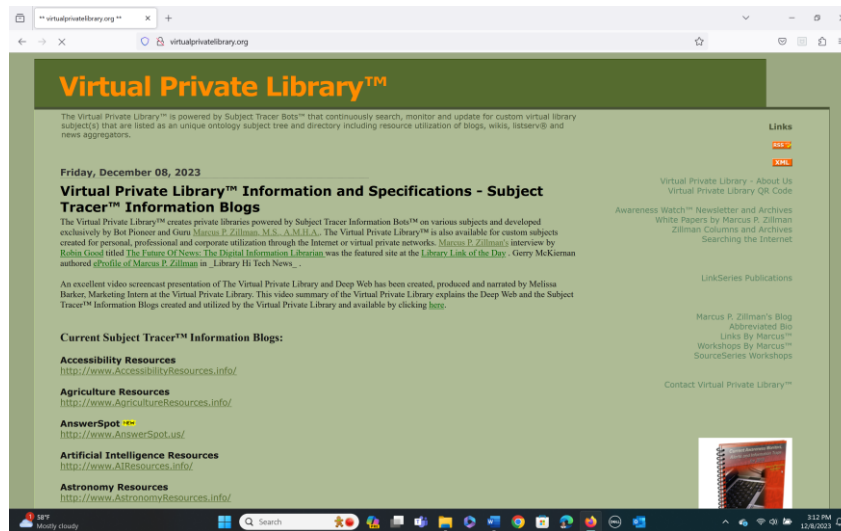 ** virtualprivatelibrary.org **
virtualprivatelibrary.org
Virtual Private Library™
The Virtual Private Library™ is powered by Subject Tracer Bots™ that continuously search, monitor and update for custom virtual library
subject(s) that are listed as an unique ontology subject tree and directory including resource utilization of blogs, wikis, listserv® and
news aggregators.
Friday, December 08, 2023
Virtual Private Library™ Information and Specifications - Subject
Tracer™ Information Blogs
The Virtual Private Library™ creates private libraries powered by Subject Tracer Information Bots™ on various subjects and developed
exclusively by Bot Pioneer and Guru Marcus P. Zillman, M.S., A.M.H.A.. The Virtual Private Library™ is also available for custom subjects
created for personal, professional and corporate utilization through the Internet or virtual private networks. Marcus P. Zillman's interview by
Robin Good titled The Future Of News: The Digital Information Librarian was the featured site at the Library Link of the Day . Gerry McKiernan
authored eProfile of Marcus P. Zillman in _Library Hi Tech News_ .
An excellent video screencast presentation of The Virtual Private Library and Deep Web has been created, produced and narrated by Melissa
Barker, Marketing Intern at the Virtual Private Library. This video summary of the Virtual Private Library explains the Deep Web and the Subject
Tracer™ Information Blogs created and utilized by the Virtual Private Library and available by clicking here.
Current Subject Tracer™ Information Blogs:
Accessibility Resources
http://www.AccessibilityResources.info/
Agriculture Resources
http://www.AgricultureResources.info/
AnswerSpot NEW
http://www.AnswerSpot.us/
Artificial Intelligence Resources
http://www.AIResources.info/
Astronomy Resources
http://www.AstronomyResources.info/
Links
RSS
XML
Virtual Private Library - About Us
Virtual Private Library QR Code
Awareness Watch™ Newsletter and Archives
White Papers by Marcus P. Zillman
Zillman Columns and Archives
Searching the Internet
LinkSeries Publications
Marcus P. Zillman's Blog
Abbreviated Bio
Links By Marcus™
Workshops By Marcus™
SourceSeries Workshops
Contact Virtual Private Library™
58°F
Mostly cloudy
Search
3:12 PM
12/8/2023